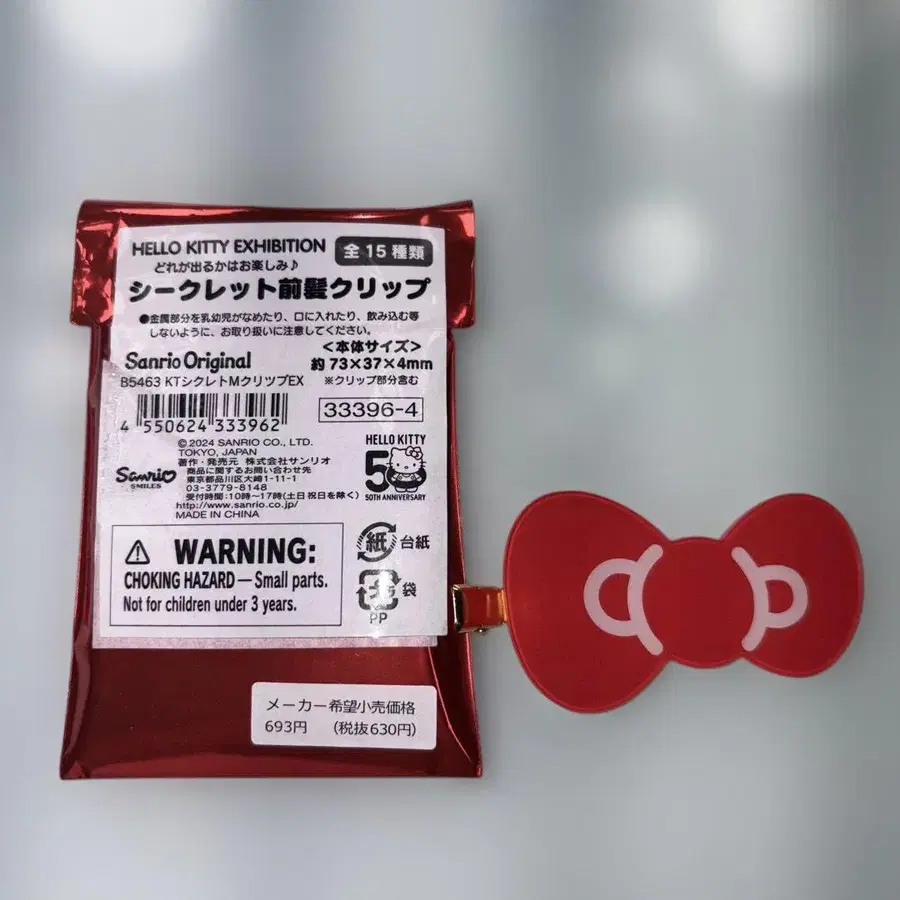 HELLO KITTY EXHIBITION
全15種類
どれが出るかはお楽しみ♪
シークレット前髪クリップ
●金属部分を乳幼児がなめたり、口に入れたり、飲み込む等
しないように、お取り扱いに注意してください。
<本体サイズ>
Sanrio Original
約 73×37×4mm
B5463 KTシクレトMクリツプEX
※クリップ部分含む
4 550624 333962
33396-4
©2024 SANRIO CO., LTD.
TOKYO, JAPAN
著作・発売元 株式会社サンリオ
商品に関するお問い合わせ先
東京都品川区大崎1-11-1
03-3779-8148
受付時間:10時~17時(土日祝日を除く)
http://www.sanrio.co.jp/
MADE IN CHINA
Sanrio
SMILES
HELLO KITTY
50
50TH ANNIVERSARY
WARNING:
CHOKING HAZARD — Small parts.
Not for children under 3 years.
紙 台紙
プラ 袋
PP
メーカー希望小売価格
693円 (税抜630円)